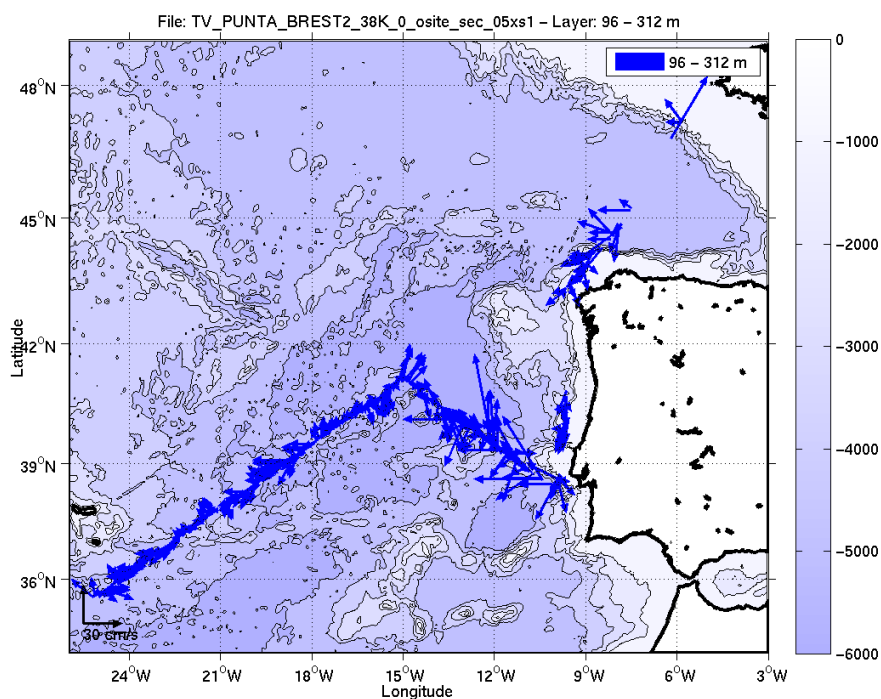 File: TV_PUNTA_BREST2_38K_0_osite_sec_05xs1 – Layer: 96 – 312 m
96 – 312 m
48°N
45°N
42°N
39°N
36°N
Latitude
30 cm/s
24°W
21°W
18°W
15°W
12°W
9°W
6°W
3°W
Longitude
0
−1000
−2000
−3000
−4000
−5000
−6000